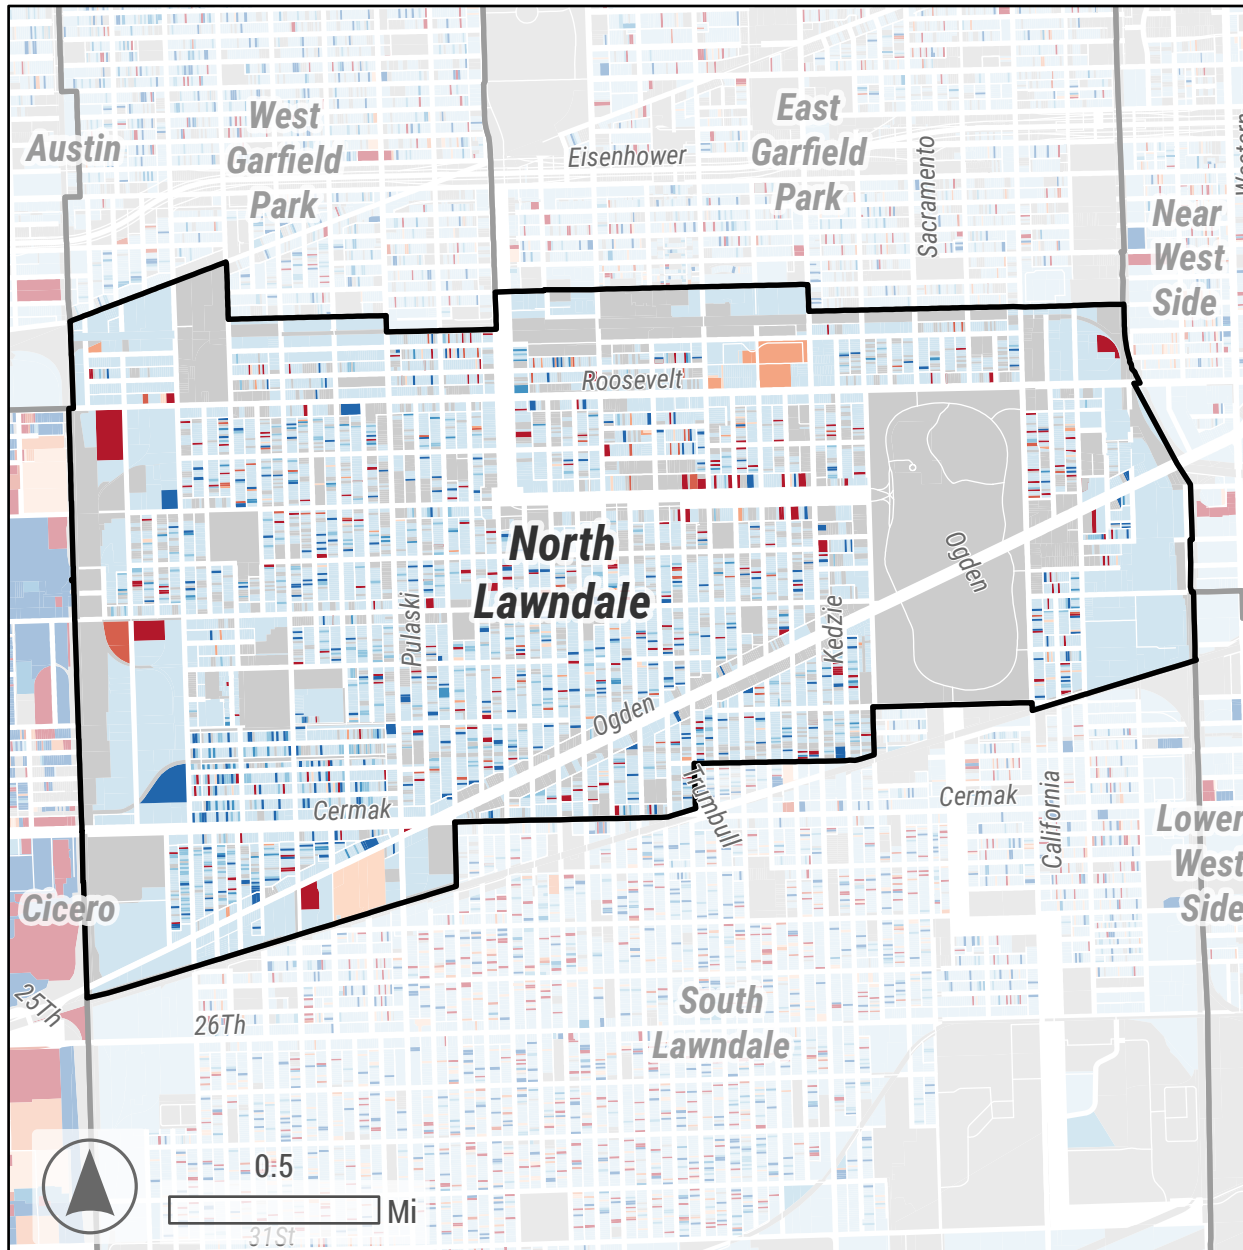 West
Garfield
Park
Austin
East
Garfield
Park
Eisenhower
Sacramento
Western
Near
West
Side
Roosevelt
North
Lawndale
Ogden
Pulaski
Kedzie
Ogden
Cermak
Trumbull
Cermak
California
Lower
West
Side
Cicero
25Th
26Th
South
Lawndale
0.5
Mi
31St